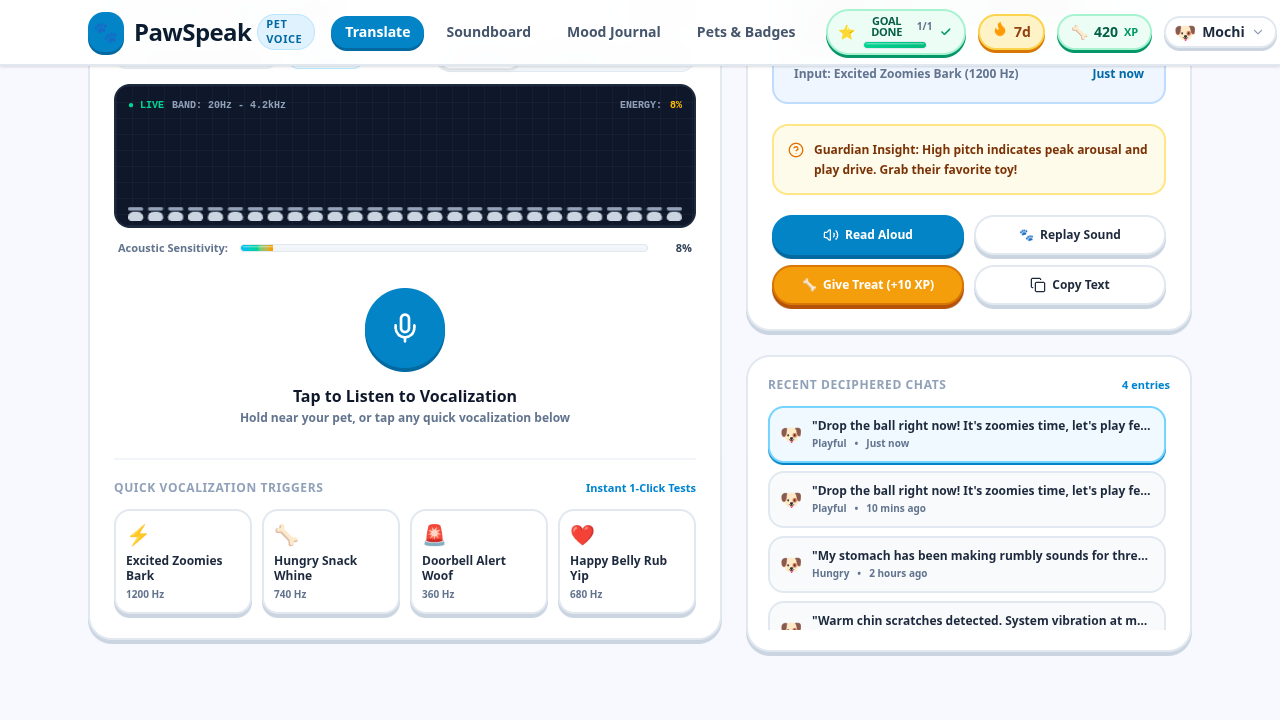 PawSpeak
PET
VOICE
Translate
Soundboard
Mood Journal
Pets & Badges
GOAL
DONE
1/1
7d
420 XP
Mochi
● LIVE BAND: 20Hz - 4.2kHz
ENERGY: 8%
Acoustic Sensitivity:
8%
Tap to Listen to Vocalization
Hold near your pet, or tap any quick vocalization below
QUICK VOCALIZATION TRIGGERS
Instant 1-Click Tests
Excited Zoomies
Bark
1200 Hz
Hungry Snack
Whine
740 Hz
Doorbell Alert
Woof
360 Hz
Happy Belly Rub
Yip
680 Hz
Input: Excited Zoomies Bark (1200 Hz)
Just now
Guardian Insight: High pitch indicates peak arousal and
play drive. Grab their favorite toy!
Read Aloud
Replay Sound
Give Treat (+10 XP)
Copy Text
RECENT DECIPHERED CHATS
4 entries
"Drop the ball right now! It's zoomies time, let's play fe...
Playful • Just now
"Drop the ball right now! It's zoomies time, let's play fe...
Playful • 10 mins ago
"My stomach has been making rumbly sounds for thre...
Hungry • 2 hours ago
"Warm chin scratches detected. System vibration at m...